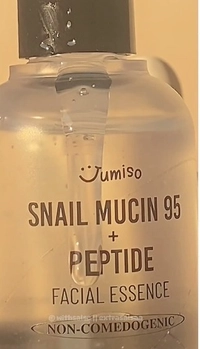 Jumiso
SNAIL MUCIN 95
+
PEPTIDE
FACIAL ESSENCE
NON-COMEDOGENIC